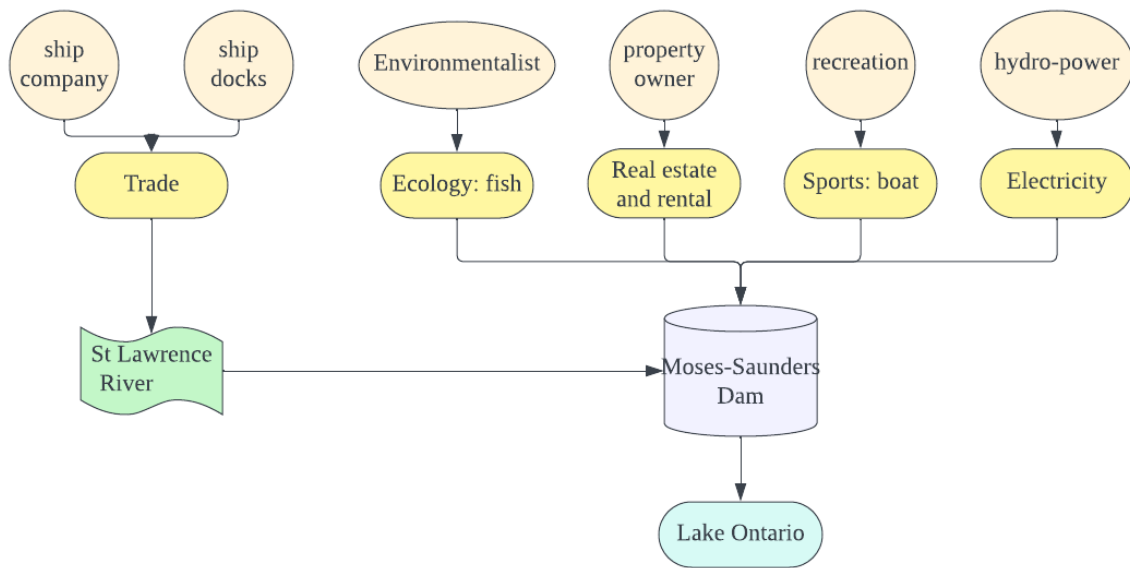 ship
company
ship
docks
Environmentalist
property
owner
recreation
hydro-power
Trade
Ecology: fish
Real estate
and rental
Sports: boat
Electricity
St Lawrence
River
Moses-Saunders
Dam
Lake Ontario